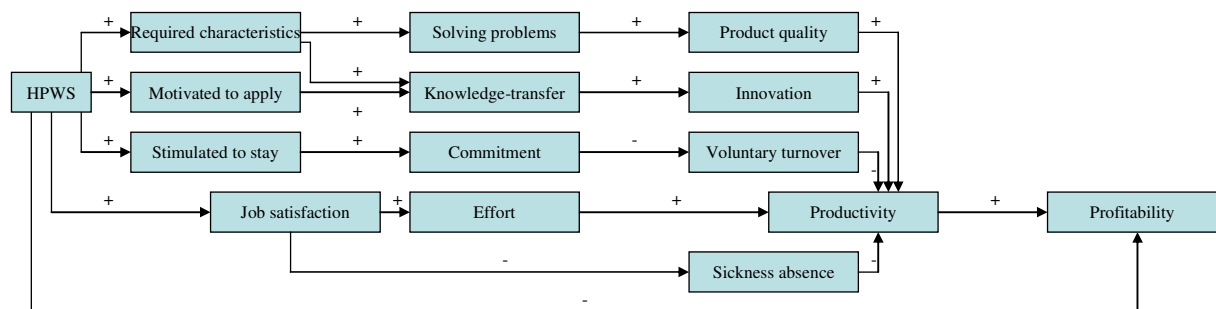 + + + +
Required characteristics Solving problems Product quality
+ + + +
HPWS Motivated to apply Knowledge-transfer Innovation
+
+ + -
Stimulated to stay Commitment Voluntary turnover
-
+ + + +
Job satisfaction Effort Productivity Profitability
- -
Sickness absence
-